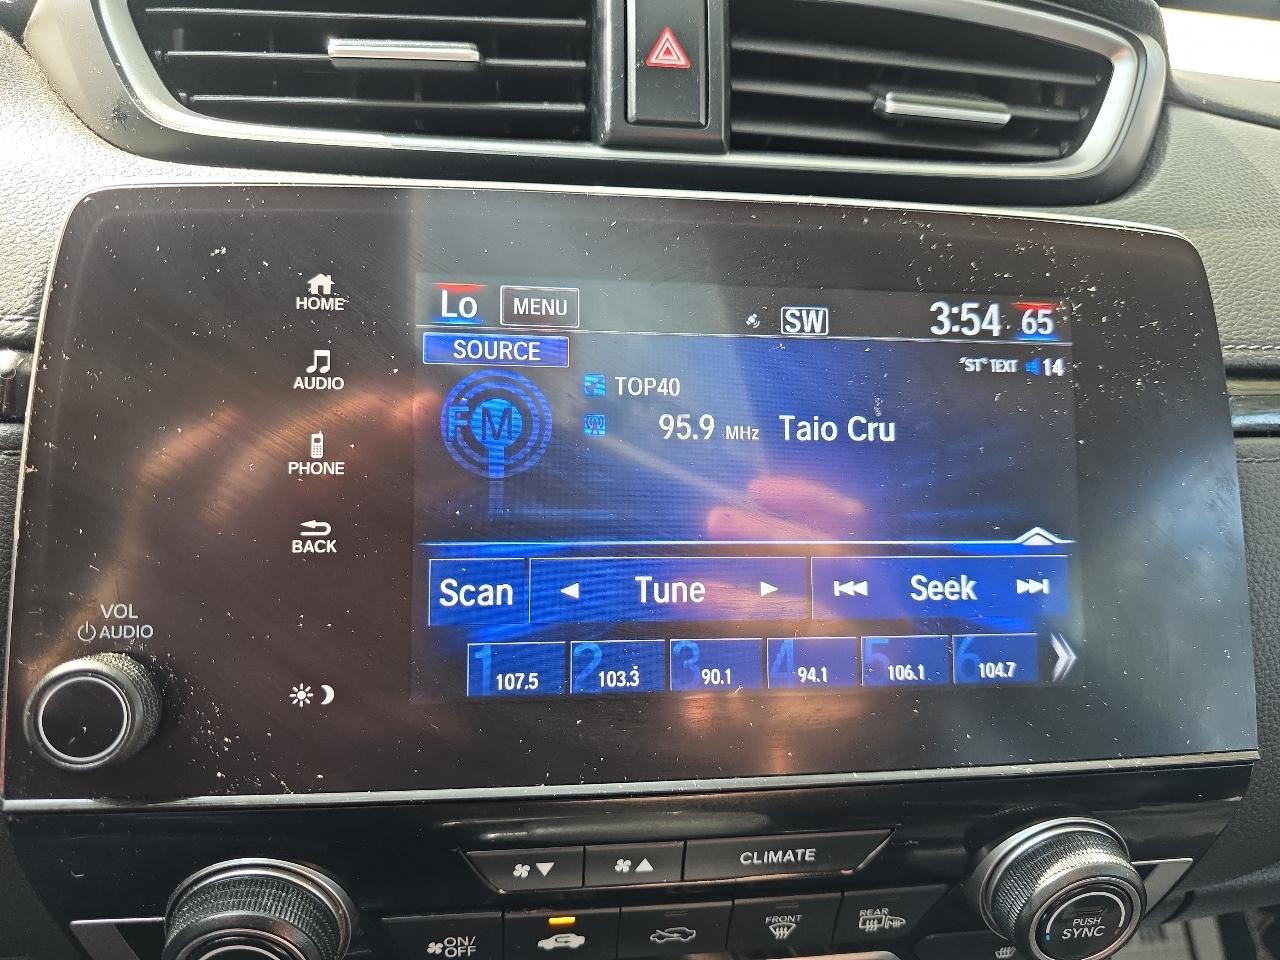 HOME
AUDIO
PHONE
BACK
VOL
AUDIO
Lo MENU SW 3:54 65
SOURCE
"ST" TEXT 14
FM
TOP40
95.9 MHz Taio Cru
Scan Tune Seek
1 107.5 2 103.3 3 90.1 4 94.1 5 106.1 6 104.7
CLIMATE
ON/OFF
FRONT
REAR
PUSH
SYNC